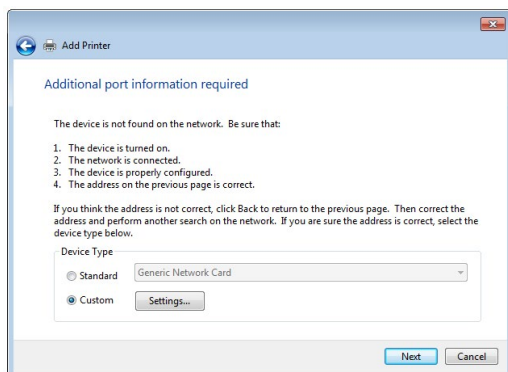 Add Printer
Additional port information required
The device is not found on the network.  Be sure that:
1.  The device is turned on.
2.  The network is connected.
3.  The device is properly configured.
4.  The address on the previous page is correct.
If you think the address is not correct, click Back to return to the previous page.  Then correct the
address and perform another search on the network.  If you are sure the address is correct, select the
device type below.
Device Type
Standard
Generic Network Card
Custom
Settings...
Next
Cancel